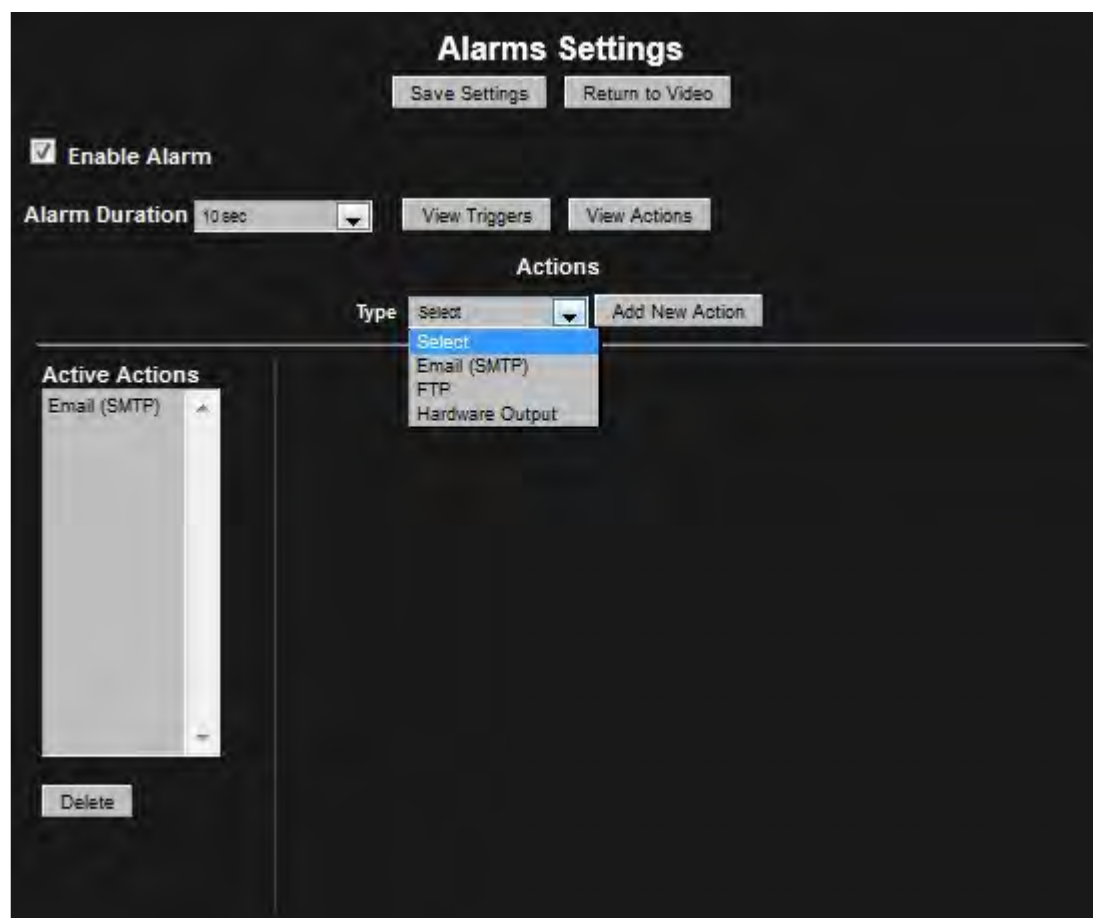 Alarms Settings
Save Settings Return to Video
Enable Alarm
Alarm Duration 10 sec View Triggers View Actions
Actions
Type Select Add New Action
Select
Email (SMTP)
FTP
Hardware Output
Active Actions
Email (SMTP)
Delete